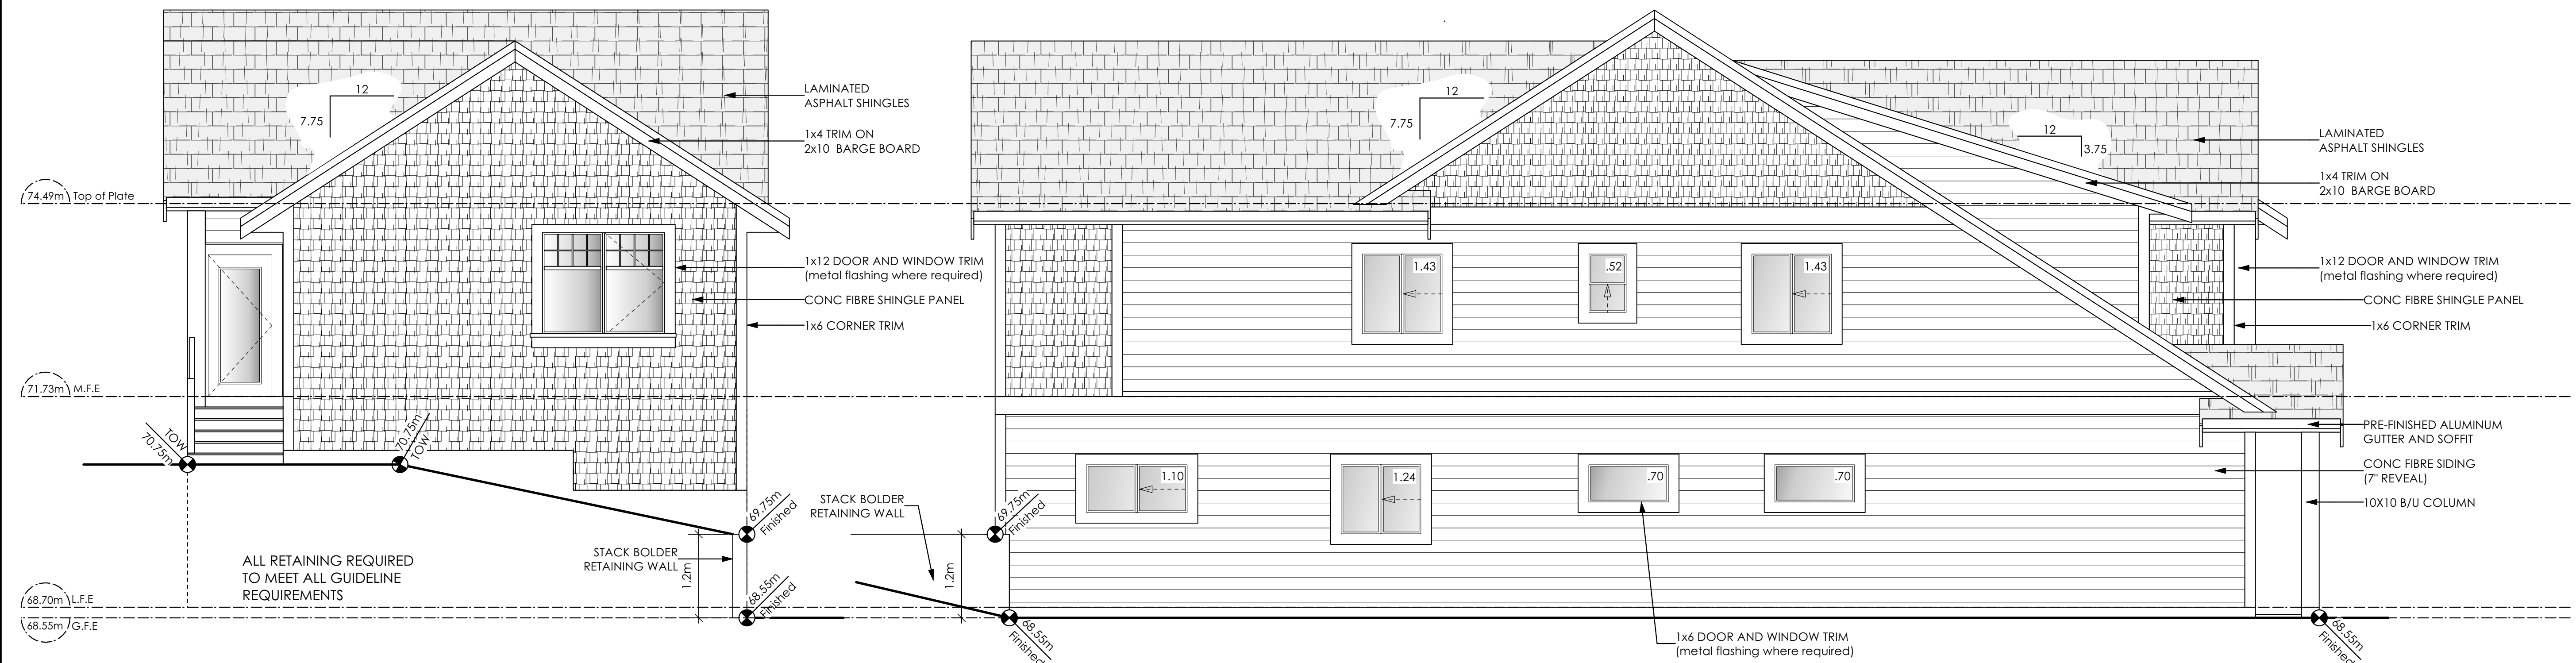 12
7.75
LAMINATED
ASPHALT SHINGLES
1x4 TRIM ON
2x10 BARGE BOARD
74.49m Top of Plate
1x12 DOOR AND WINDOW TRIM
(metal flashing where required)
CONC FIBRE SHINGLE PANEL
1x6 CORNER TRIM
71.73m M.F.E
TOW
70.75m
70.75m
TOW
69.75m
Finished
ALL RETAINING REQUIRED
TO MEET ALL GUIDELINE
REQUIREMENTS
STACK BOLDER
RETAINING WALL
1.2m
68.55m
Finished
68.70m L.F.E
68.55m G.F.E
12
7.75
12
3.75
LAMINATED
ASPHALT SHINGLES
1x4 TRIM ON
2x10 BARGE BOARD
1.43
.52
1.43
1x12 DOOR AND WINDOW TRIM
(metal flashing where required)
CONC FIBRE SHINGLE PANEL
1x6 CORNER TRIM
PRE-FINISHED ALUMINUM
GUTTER AND SOFFIT
CONC FIBRE SIDING
(7" REVEAL)
10X10 B/U COLUMN
1.10
1.24
.70
.70
STACK BOLDER
RETAINING WALL
69.75m
Finished
1.2m
68.55m
Finished
1x6 DOOR AND WINDOW TRIM
(metal flashing where required)
68.55m
Finished